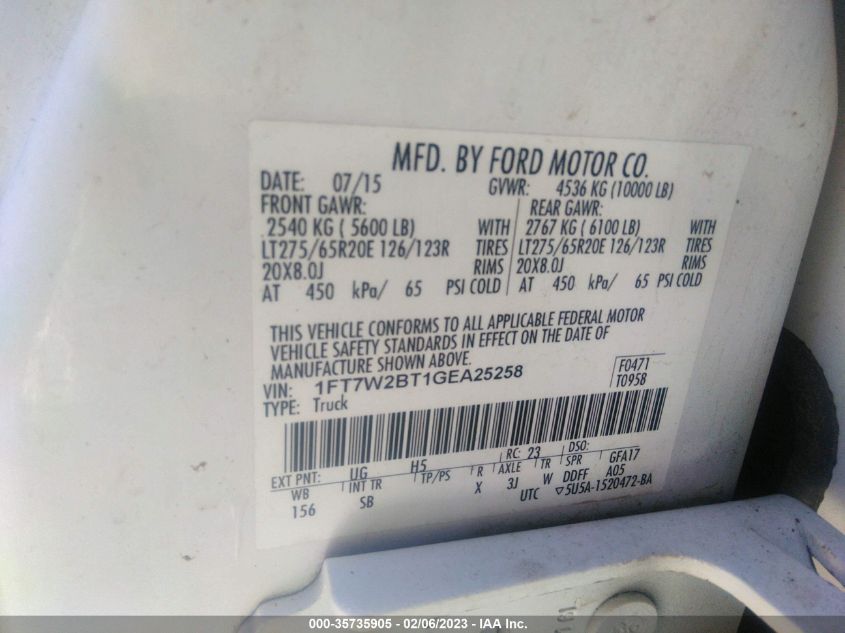 MFD. BY FORD MOTOR CO.
DATE: 07/15 GVWR: 4536 KG (10000 LB)
FRONT GAWR: REAR GAWR:
2540 KG ( 5600 LB) WITH 2767 KG ( 6100 LB) WITH
LT275/65R20E 126/123R TIRES LT275/65R20E 126/123R TIRES
20X8.0J RIMS 20X8.0J RIMS
AT 450 kPa/ 65 PSI COLD AT 450 kPa/ 65 PSI COLD
THIS VEHICLE CONFORMS TO ALL APPLICABLE FEDERAL MOTOR
VEHICLE SAFETY STANDARDS IN EFFECT ON THE DATE OF
MANUFACTURE SHOWN ABOVE.
VIN: 1FT7W2BT1GEA25258 F0471
TYPE: Truck T0958
EXT PNT: UG H5 RC: 23 DSO:
WB INT TR TP/PS R AXLE TR SPR GFA17
156 SB X 3J W DDFF A05
UTC ▽5U5A-1520472-BA
000-35735905 - 02/06/2023 - IAA Inc.